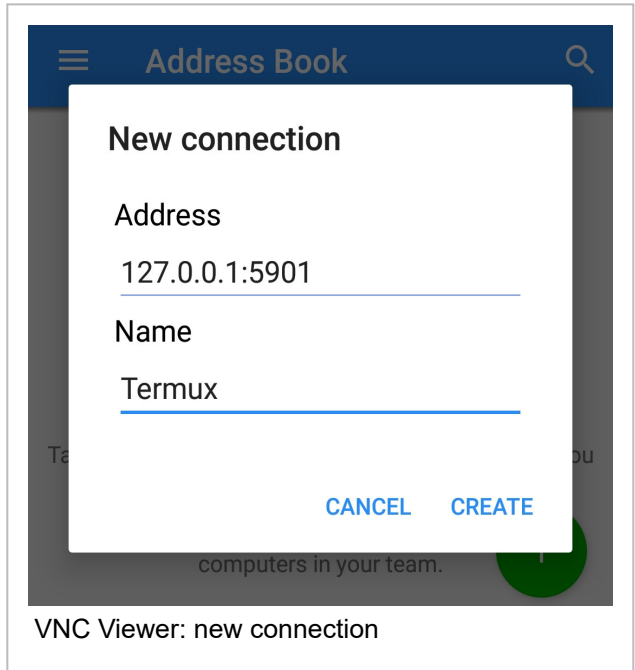 Address Book
New connection
Address
127.0.0.1:5901
Name
Termux
CANCEL CREATE
computers in your team.
VNC Viewer: new connection